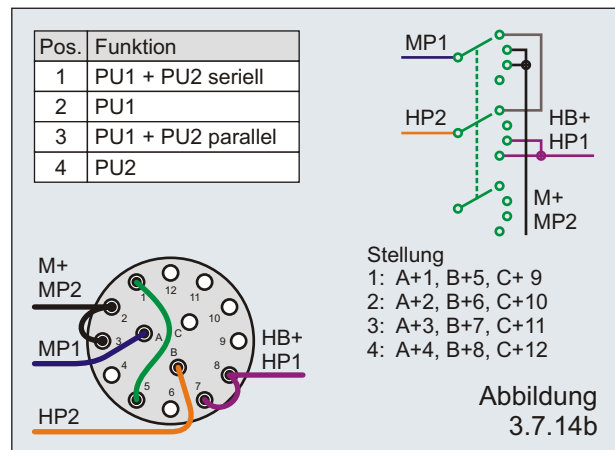 Pos. Funktion
1 PU1 + PU2 seriell
2 PU1
3 PU1 + PU2 parallel
4 PU2
MP1
HP2
HB+
HP1
M+
MP2
Stellung
1: A+1, B+5, C+ 9
2: A+2, B+6, C+10
3: A+3, B+7, C+11
4: A+4, B+8, C+12
M+
MP2
MP1
HP2
HB+
HP1
1
12
11
2
10
C
A
3
9
B
4
8
5
6
7
Abbildung
3.7.14b